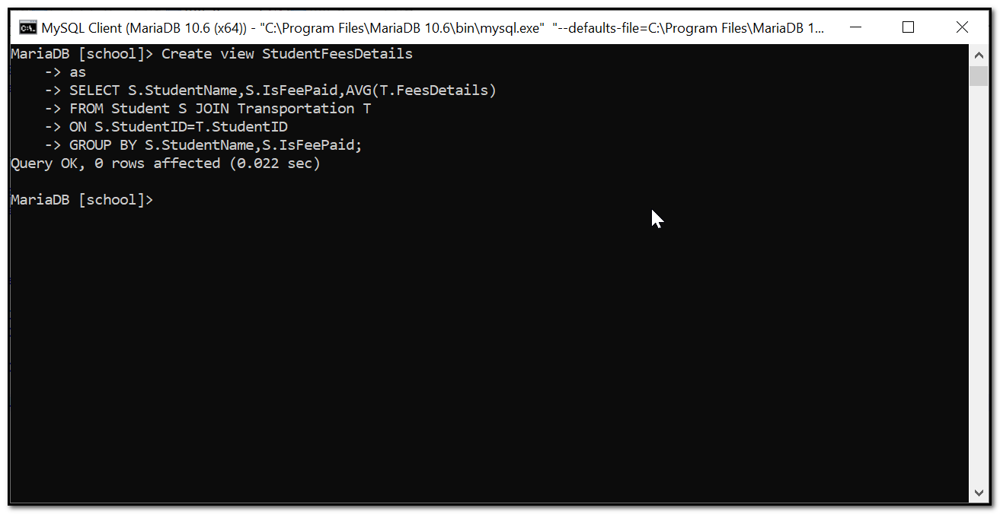 MySQL Client (MariaDB 10.6 (x64)) - "C:\Program Files\MariaDB 10.6\bin\mysql.exe"  "--defaults-file=C:\Program Files\MariaDB 1...
MariaDB [school]> Create view StudentFeesDetails
    -> as
    -> SELECT S.StudentName,S.IsFeePaid,AVG(T.FeesDetails)
    -> FROM Student S JOIN Transportation T
    -> ON S.StudentID=T.StudentID
    -> GROUP BY S.StudentName,S.IsFeePaid;
Query OK, 0 rows affected (0.022 sec)
MariaDB [school]>